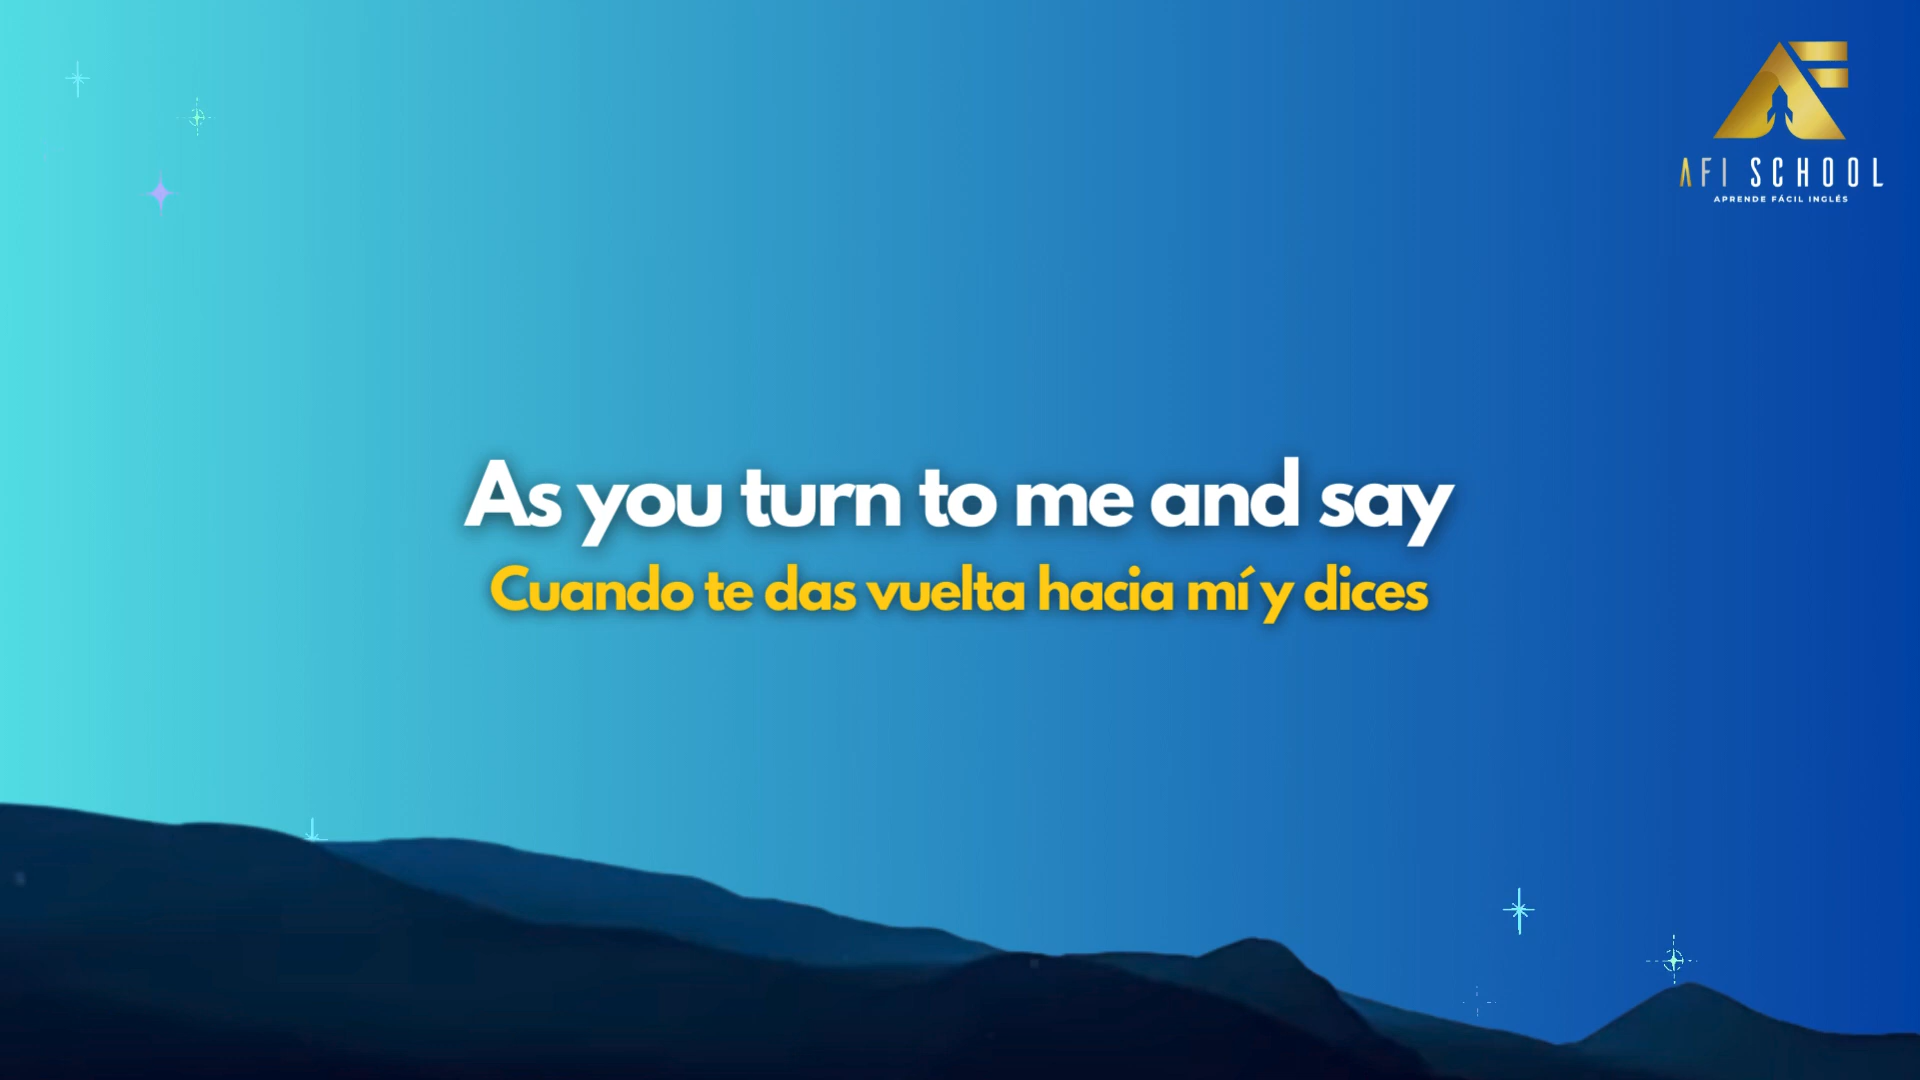 AFI SCHOOL
APRENDE FÁCIL INGLÉS
As you turn to me and say
Cuando te das vuelta hacia mí y dices